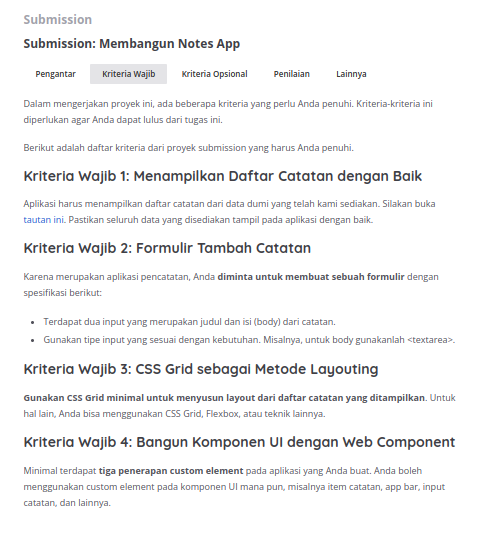 Submission
Submission: Membangun Notes App
Pengantar Kriteria Wajib Kriteria Opsional Penilaian Lainnya
Dalam mengerjakan proyek ini, ada beberapa kriteria yang perlu Anda penuhi. Kriteria-kriteria ini
diperlukan agar Anda dapat lulus dari tugas ini.
Berikut adalah daftar kriteria dari proyek submission yang harus Anda penuhi.
Kriteria Wajib 1: Menampilkan Daftar Catatan dengan Baik
Aplikasi harus menampilkan daftar catatan dari data dumi yang telah kami sediakan. Silakan buka
tautan ini. Pastikan seluruh data yang disediakan tampil pada aplikasi dengan baik.
Kriteria Wajib 2: Formulir Tambah Catatan
Karena merupakan aplikasi pencatatan, Anda diminta untuk membuat sebuah formulir dengan
spesifikasi berikut:
• Terdapat dua input yang merupakan judul dan isi (body) dari catatan.
• Gunakan tipe input yang sesuai dengan kebutuhan. Misalnya, untuk body gunakanlah <textarea>.
Kriteria Wajib 3: CSS Grid sebagai Metode Layouting
Gunakan CSS Grid minimal untuk menyusun layout dari daftar catatan yang ditampilkan. Untuk
hal lain, Anda bisa menggunakan CSS Grid, Flexbox, atau teknik lainnya.
Kriteria Wajib 4: Bangun Komponen UI dengan Web Component
Minimal terdapat tiga penerapan custom element pada aplikasi yang Anda buat. Anda boleh
menggunakan custom element pada komponen UI mana pun, misalnya item catatan, app bar, input
catatan, dan lainnya.